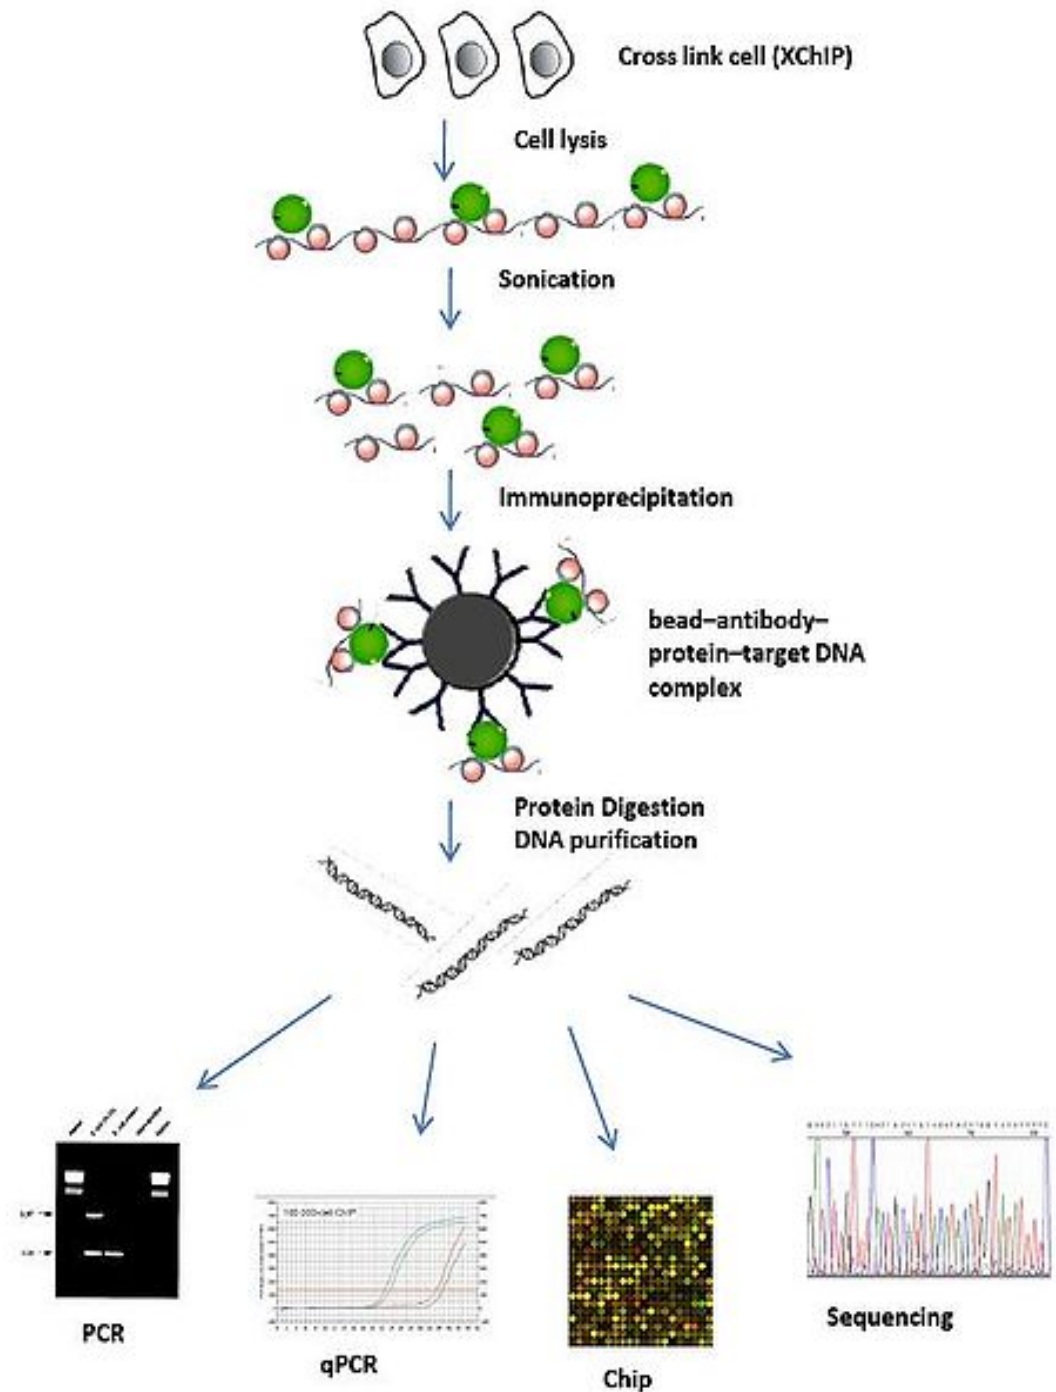 Cross link cell (XChIP)
Cell lysis
Sonication
Immunoprecipitation
bead–antibody–
protein–target DNA
complex
Protein Digestion
DNA purification
PCR
qPCR
Chip
Sequencing